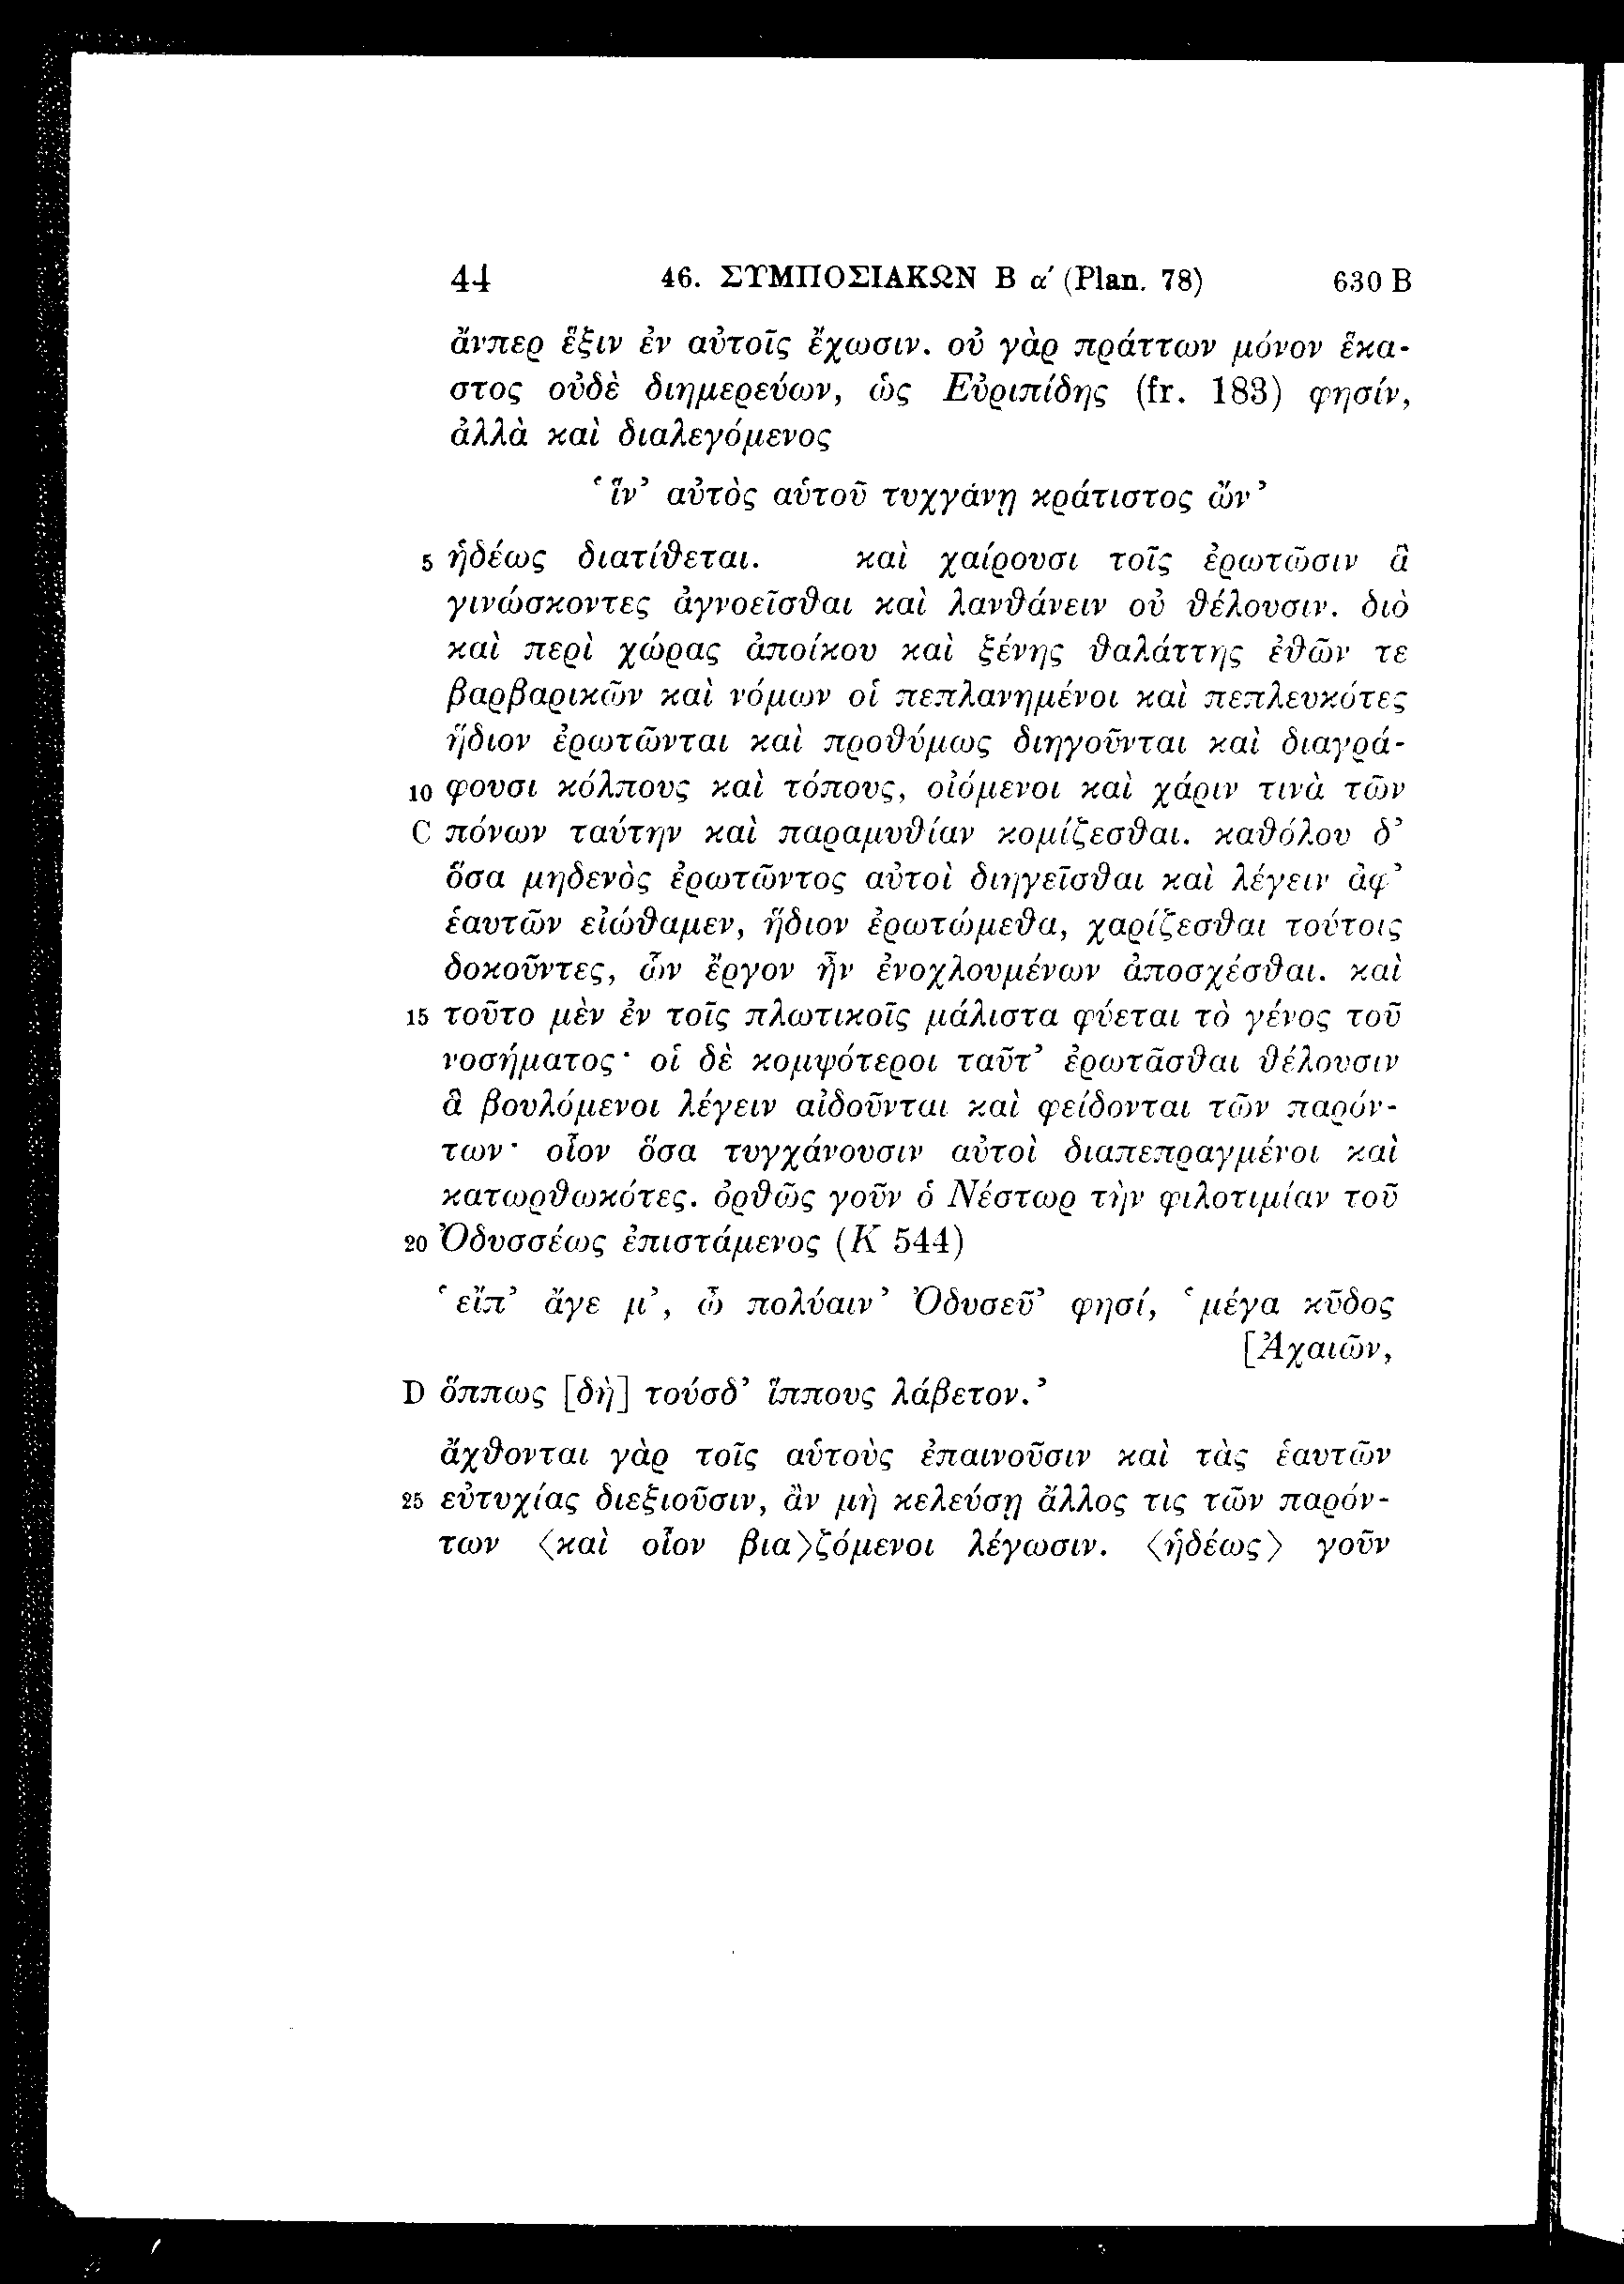 44 46. ΣΥΜΠΟΣΙΑΚΩΝ Β α´ (Plan. 78) 630 B
ἄνπερ ἕξιν ἐν αὑτοῖς ἔχωσιν. οὐ γὰρ πράττων μόνον ἕκα-
στος οὐδὲ διημερεύων, ὡς Εὐριπίδης (fr. 183) φησίν,
ἀλλὰ καὶ διαλεγόμενος
‘ἵν’ αὐτὸς αὑτοῦ τυχγάνῃ κράτιστος ὤν’
5 ἡδέως διατίθεται. καὶ χαίρουσι τοῖς ἐρωτῶσιν ἃ
γινώσκοντες ἀγνοεῖσθαι καὶ λανθάνειν οὐ θέλουσιν. διὸ
καὶ περὶ χώρας ἀποίκου καὶ ξένης θαλάττης ἐθῶν τε
βαρβαρικῶν καὶ νόμων οἱ πεπλανημένοι καὶ πεπλευκότες
ἥδιον ἐρωτῶνται καὶ προθύμως διηγοῦνται καὶ διαγρά-
10 φουσι κόλπους καὶ τόπους, οἰόμενοι καὶ χάριν τινὰ τῶν
C πόνων ταύτην καὶ παραμυθίαν κομίζεσθαι. καθόλου δ’
ὅσα μηδενὸς ἐρωτῶντος αὐτοὶ διηγεῖσθαι καὶ λέγειν ἀφ’
ἑαυτῶν εἰώθαμεν, ἥδιον ἐρωτώμεθα, χαρίζεσθαι τούτοις
δοκοῦντες, ὧν ἔργον ἦν ἐνοχλουμένων ἀποσχέσθαι. καὶ
15 τοῦτο μὲν ἐν τοῖς πλωτικοῖς μάλιστα φύεται τὸ γένος τοῦ
νοσήματος· οἱ δὲ κομψότεροι ταῦτ’ ἐρωτᾶσθαι θέλουσιν
ἃ βουλόμενοι λέγειν αἰδοῦνται καὶ φείδονται τῶν παρόν-
των· οἷον ὅσα τυγχάνουσιν αὐτοὶ διαπεπραγμένοι καὶ
κατωρθωκότες. ὀρθῶς γοῦν ὁ Νέστωρ τὴν φιλοτιμίαν τοῦ
20 Ὀδυσσέως ἐπιστάμενος (Κ 544)
‘εἴπ’ ἄγε μ’, ὦ πολύαιν’ Ὀδυσεῦ’ φησί, ‘μέγα κῦδος
[Ἀχαιῶν,
D ὅππως [δὴ] τούσδ’ ἵππους λάβετον.’
ἄχθονται γὰρ τοῖς αὑτοὺς ἐπαινοῦσιν καὶ τὰς ἑαυτῶν
25 εὐτυχίας διεξιοῦσιν, ἂν μὴ κελεύσῃ ἄλλος τις τῶν παρόν-
των ⟨καὶ οἷον βια⟩ζόμενοι λέγωσιν. ⟨ἡδέως⟩ γοῦν